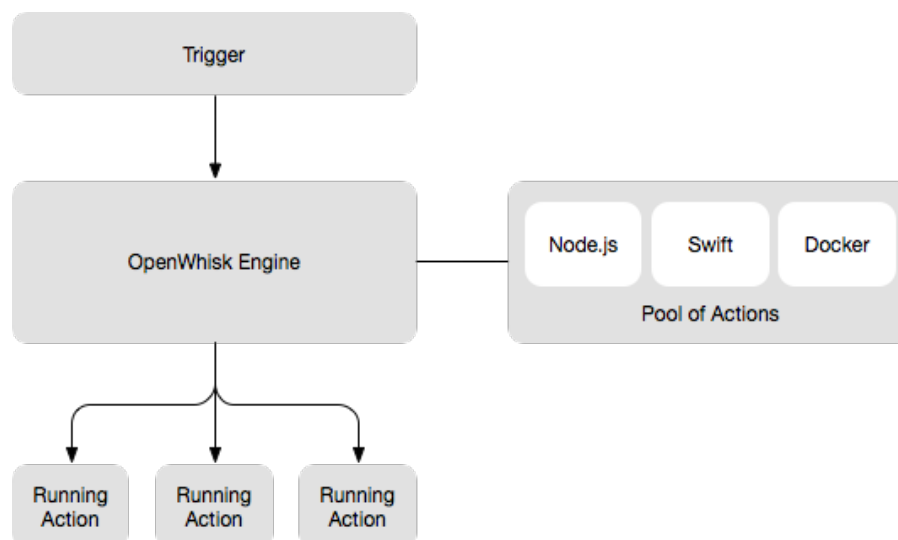 Trigger
OpenWhisk Engine
Node.js
Swift
Docker
Pool of Actions
Running
Action
Running
Action
Running
Action